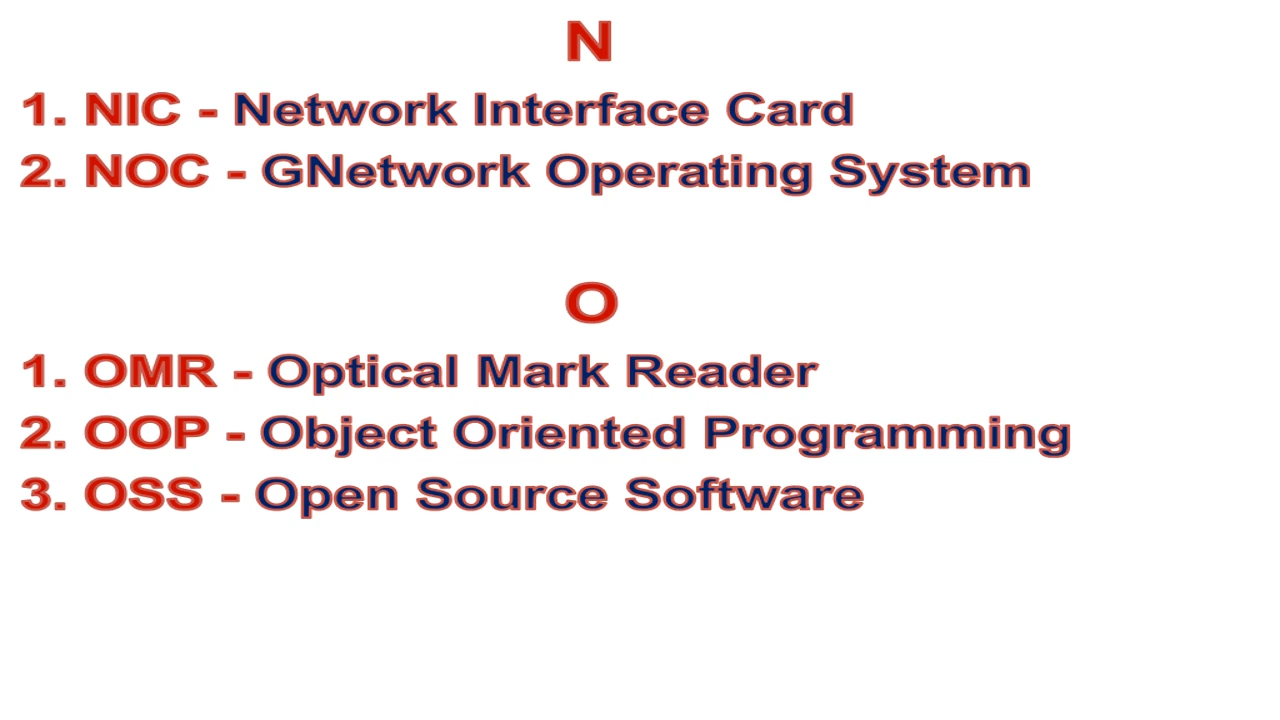 N
1. NIC - Network Interface Card
2. NOC - GNetwork Operating System
O
1. OMR - Optical Mark Reader
2. OOP - Object Oriented Programming
3. OSS - Open Source Software